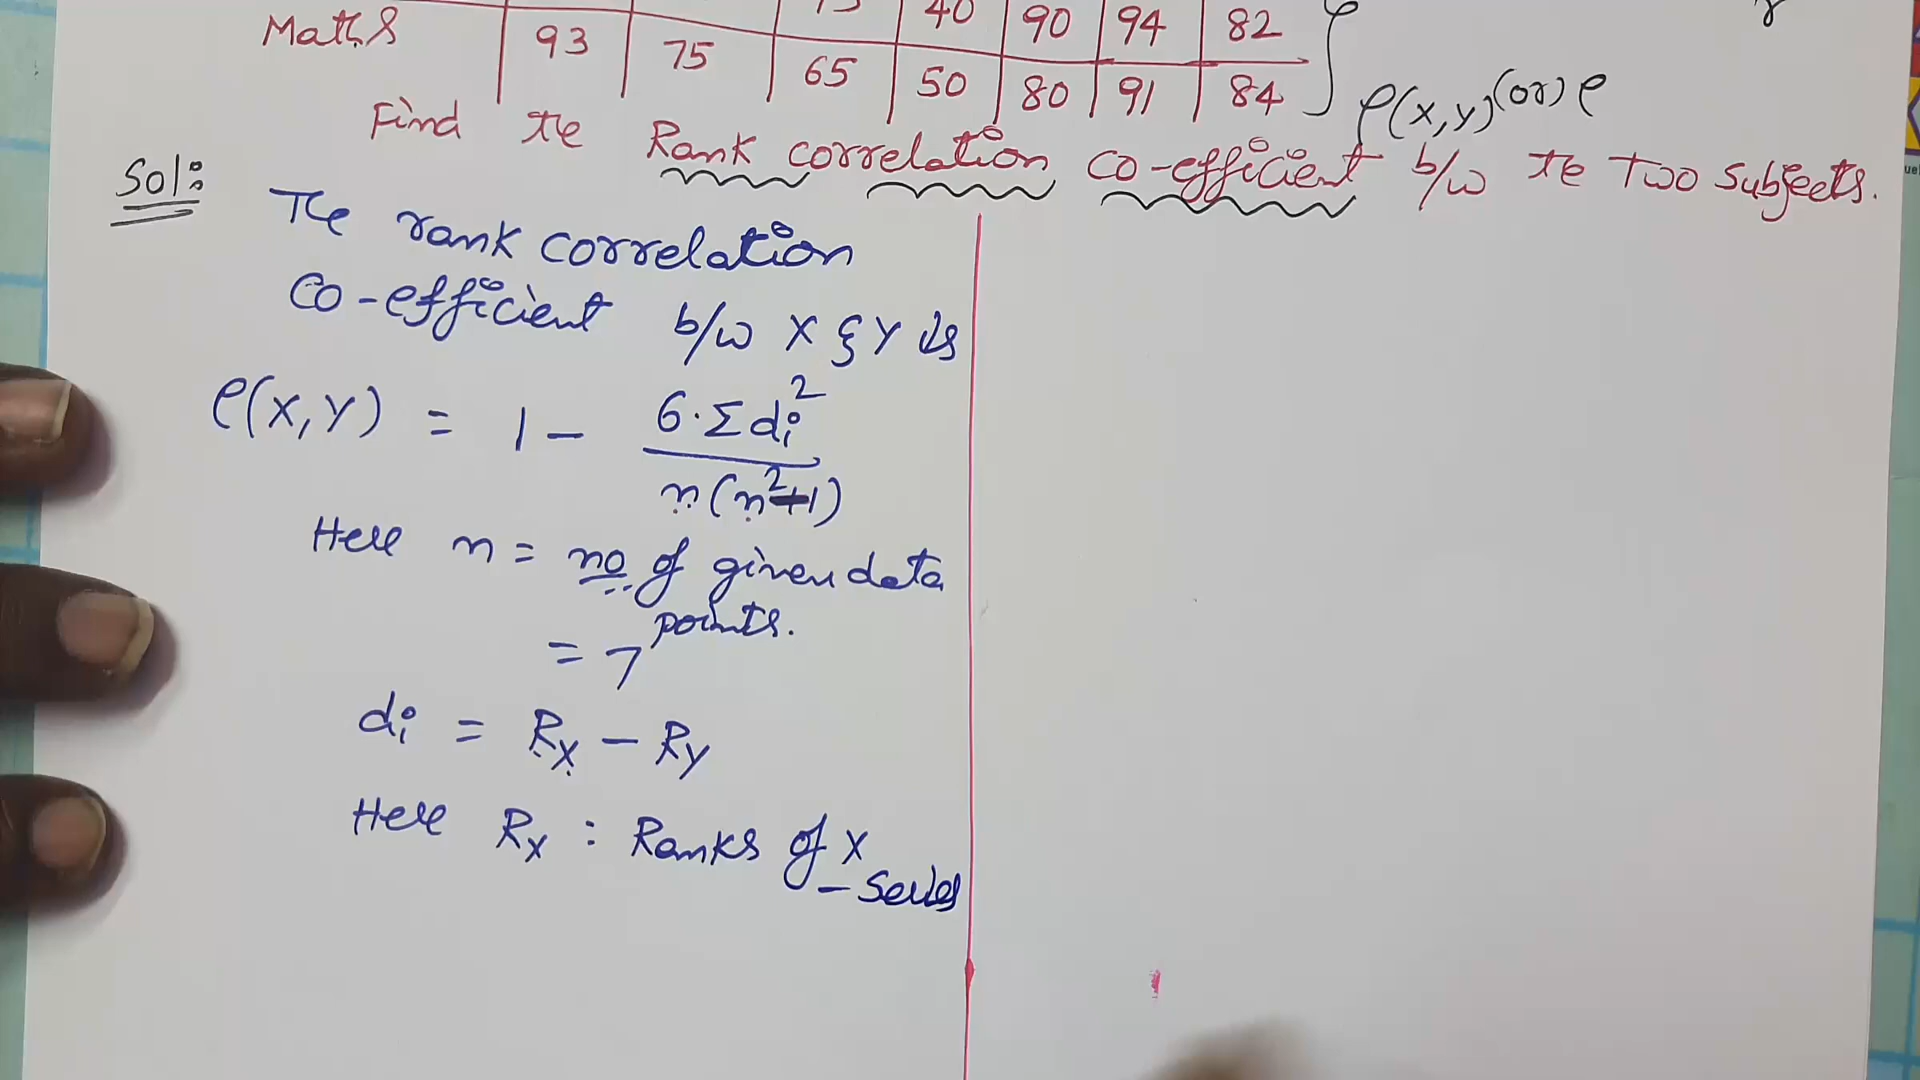 40 90 94 82
Maths 93 75 65 50 80 91 84
ρ(x,y) (or) ρ
Find the Rank correlation co-efficient b/w the Two subjects.
Sol:
The rank correlation
co-efficient b/w X & Y is
ρ(X,Y) = 1 - 6·Σdi² / n(n²-1)
Here n = no of given data
points.
= 7
di = Rx - Ry
Here Rx : Ranks of X
- Series